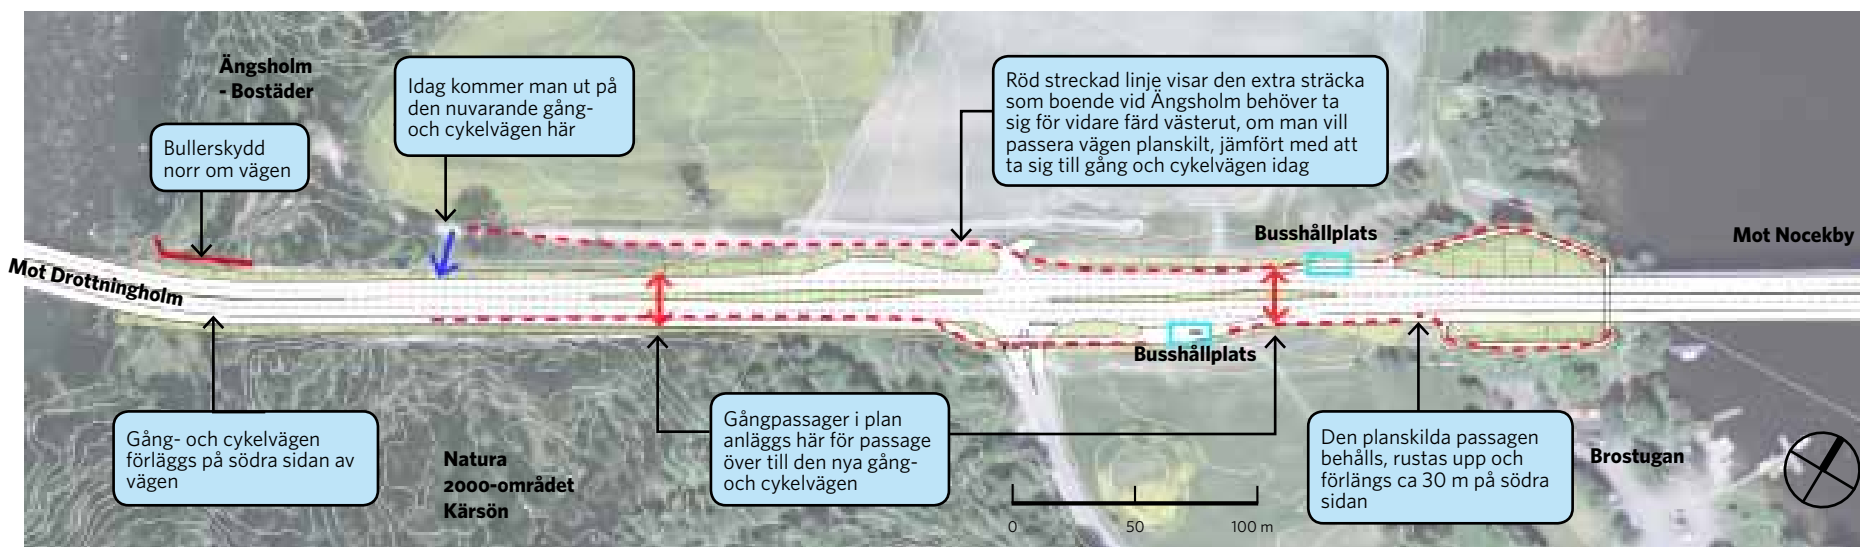 Ängsholm
- Bostäder
Idag kommer man ut på
den nuvarande gång-
och cykelvägen här
Röd streckad linje visar den extra sträcka
som boende vid Ängsholm behöver ta
sig för vidare färd västerut, om man vill
passera vägen planskilt, jämfört med att
ta sig till gång och cykelvägen idag
Bullerskydd
norr om vägen
Busshållplats
Mot Nocekby
Mot Drottningholm
Busshållplats
Gång- och cykelvägen
förläggs på södra sidan av
vägen
Natura
2000-området
Kärsön
Gångpassager i plan
anläggs här för passage
över till den nya gång-
och cykelvägen
Den planskilda passagen
behålls, rustas upp och
förlängs ca 30 m på södra
sidan
Brostugan
0 50 100 m